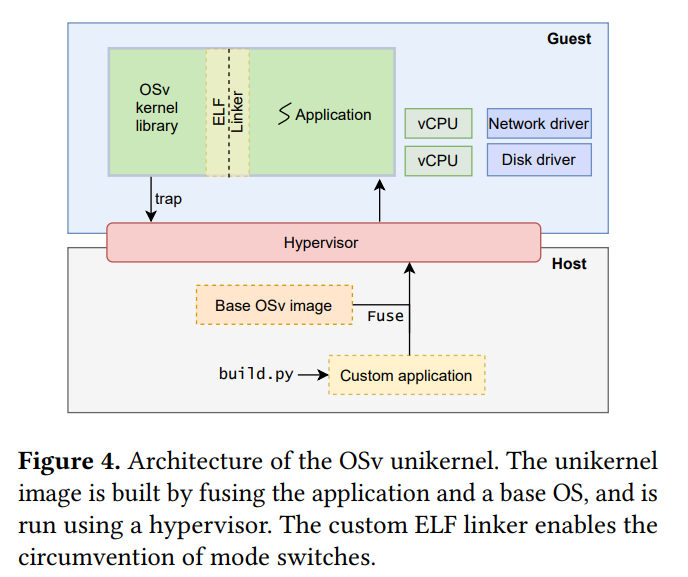 Guest
OSv
kernel
library
ELF
Linker
Application
vCPU
Network driver
vCPU
Disk driver
trap
Hypervisor
Host
Base OSv image
Fuse
build.py
Custom application
Figure 4. Architecture of the OSv unikernel. The unikernel
image is built by fusing the application and a base OS, and is
run using a hypervisor. The custom ELF linker enables the
circumvention of mode switches.